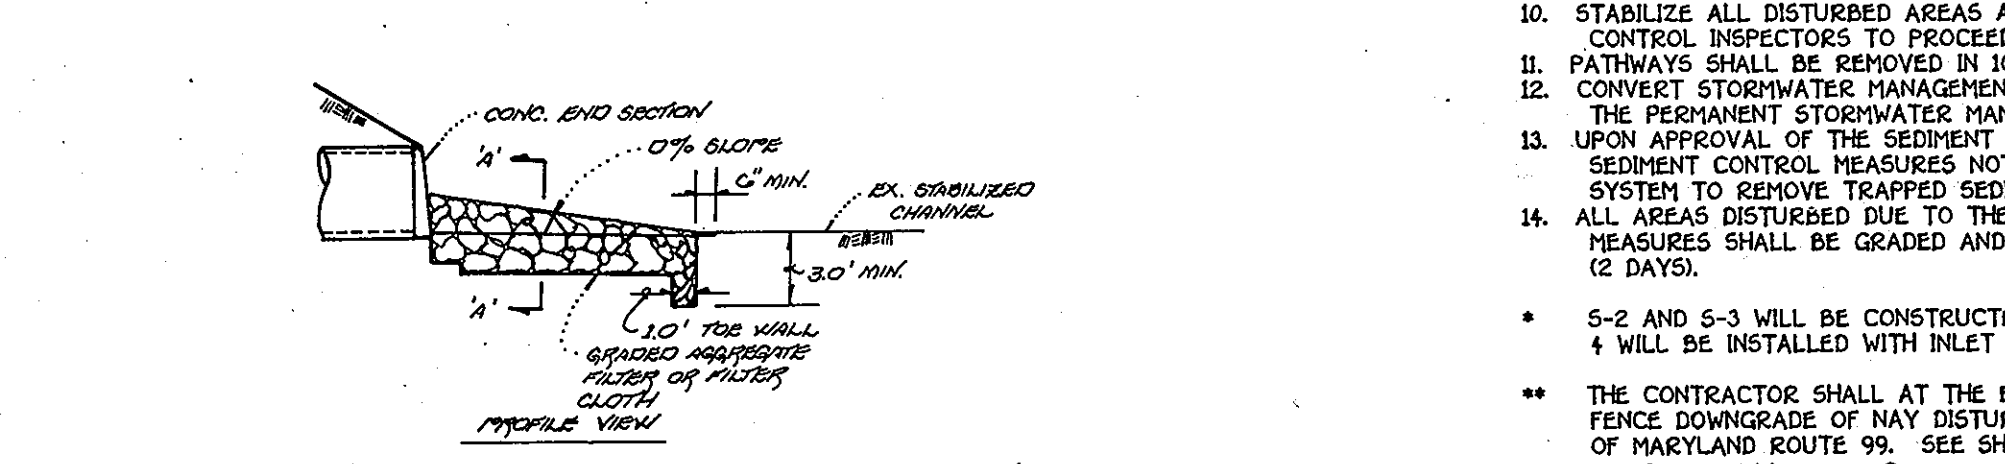 CONC. END SECTION
'A'
0% SLOPE
6" MIN.
EX. STABILIZED
CHANNEL
3.0' MIN.
'A'
1.0' TOE WALL
GRADED AGGREGATE
FILTER OR FILTER
CLOTH
PROFILE VIEW
10. STABILIZE ALL DISTURBED AREAS
CONTROL INSPECTORS TO PROCEED
11. PATHWAYS SHALL BE REMOVED IN
12. CONVERT STORMWATER MANAGEMEN
THE PERMANENT STORMWATER MAN
13. UPON APPROVAL OF THE SEDIMENT
SEDIMENT CONTROL MEASURES NOT
SYSTEM TO REMOVE TRAPPED SED
14. ALL AREAS DISTURBED DUE TO THE
MEASURES SHALL BE GRADED AND
(2 DAYS).
* S-2 AND S-3 WILL BE CONSTRUCT
4 WILL BE INSTALLED WITH INLET
** THE CONTRACTOR SHALL AT THE
FENCE DOWNGRADE OF NAY DISTU
OF MARYLAND ROUTE 99. SEE SH